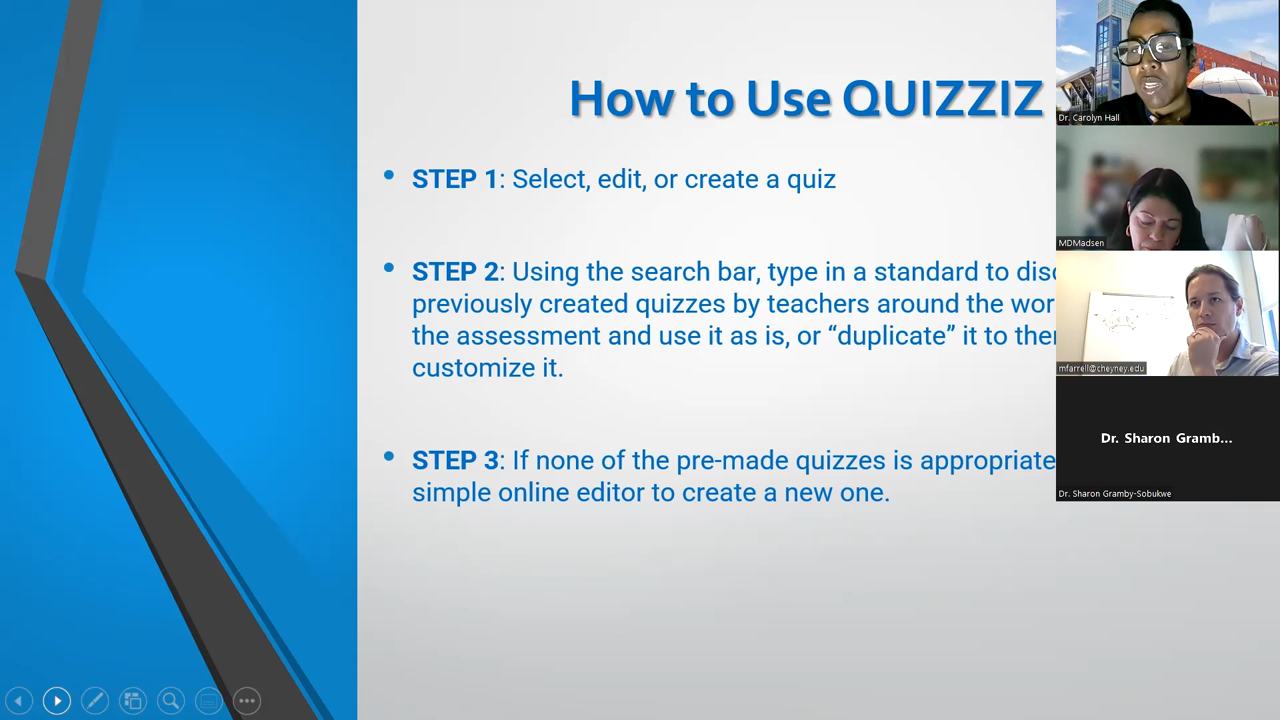 How to Use QUIZZIZ
• STEP 1: Select, edit, or create a quiz
• STEP 2: Using the search bar, type in a standard to
previously created quizzes by teachers around the
the assessment and use it as is, or “duplicate” it to
customize it.
• STEP 3: If none of the pre-made quizzes is appropriate
simple online editor to create a new one.
Dr. Carolyn Hall
MDMadsen
mfarrell@cheyney.edu
Dr. Sharon Gramb...
Dr. Sharon Gramby-Sobukwe